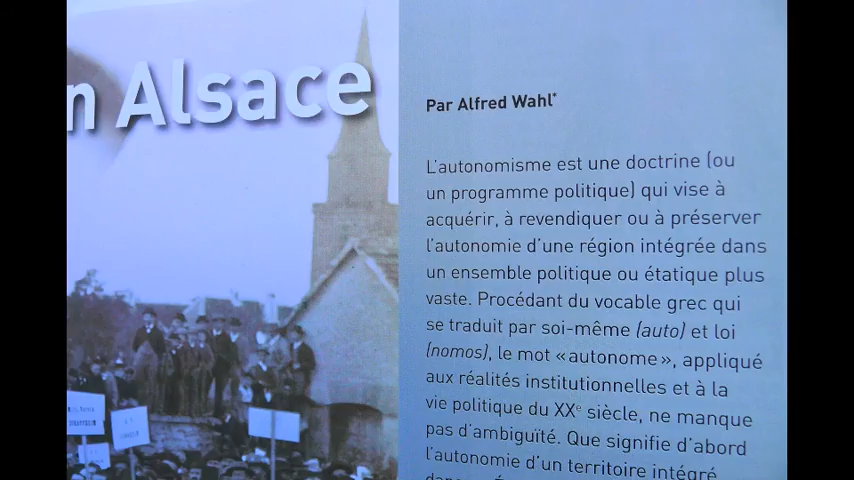 n Alsace
Par Alfred Wahl*
L'autonomisme est une doctrine (ou
un programme politique) qui vise à
acquérir, à revendiquer ou à préserver
l'autonomie d'une région intégrée dans
un ensemble politique ou étatique plus
vaste. Procédant du vocable grec qui
se traduit par soi-même (auto) et loi
(nomos), le mot « autonome », appliqué
aux réalités institutionnelles et à la
vie politique du XXe siècle, ne manque
pas d'ambiguïté. Que signifie d'abord
l'autonomie d'un territoire intégré